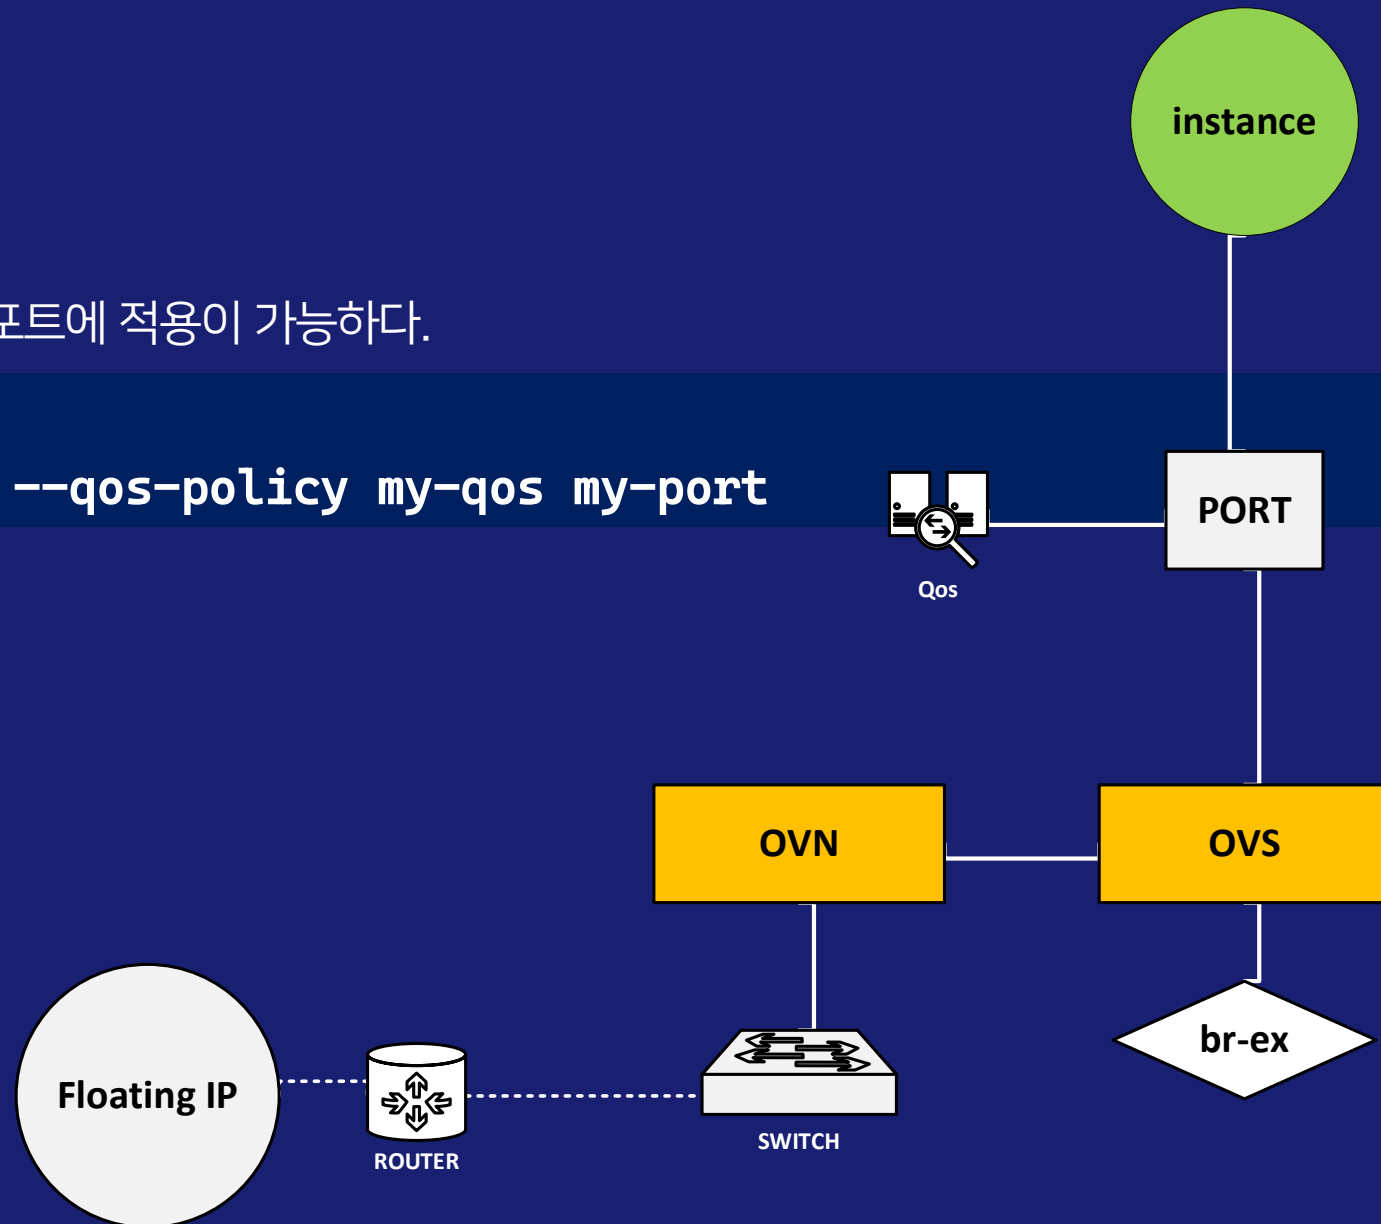 instance
포트에 적용이 가능하다.
--qos-policy my-qos my-port
PORT
Qos
OVN
OVS
br-ex
Floating IP
ROUTER
SWITCH